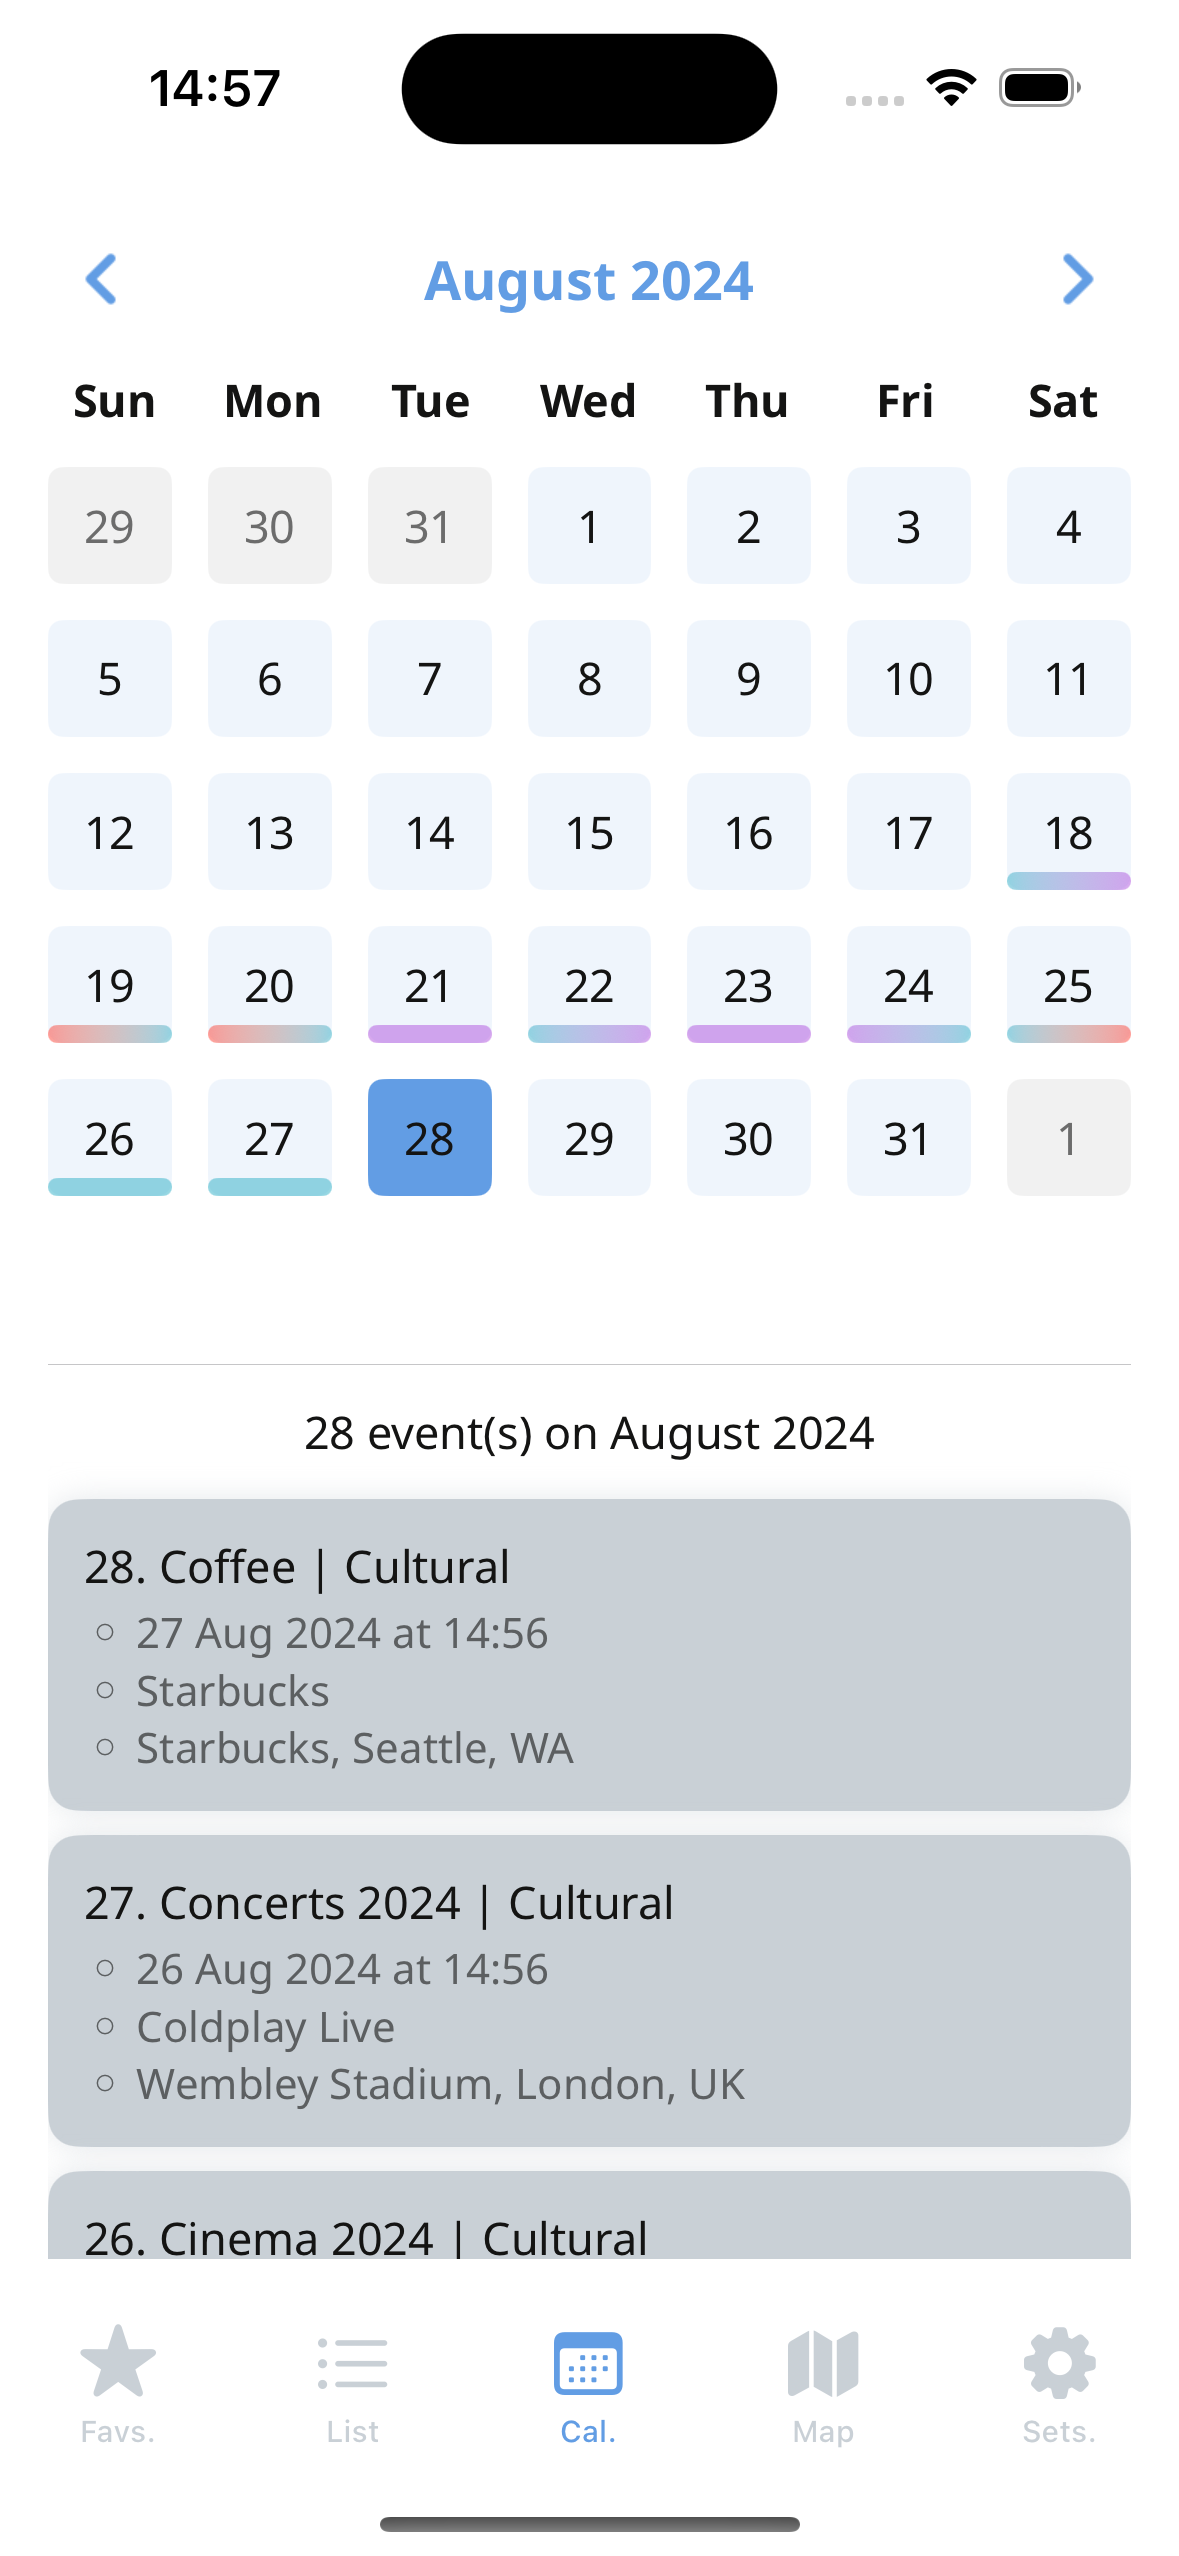 14:57
August 2024
Sun Mon Tue Wed Thu Fri Sat
29 30 31 1 2 3 4
5 6 7 8 9 10 11
12 13 14 15 16 17 18
19 20 21 22 23 24 25
26 27 28 29 30 31 1
28 event(s) on August 2024
28. Coffee | Cultural
27 Aug 2024 at 14:56
Starbucks
Starbucks, Seattle, WA
27. Concerts 2024 | Cultural
26 Aug 2024 at 14:56
Coldplay Live
Wembley Stadium, London, UK
26. Cinema 2024 | Cultural
Favs. List Cal. Map Sets.